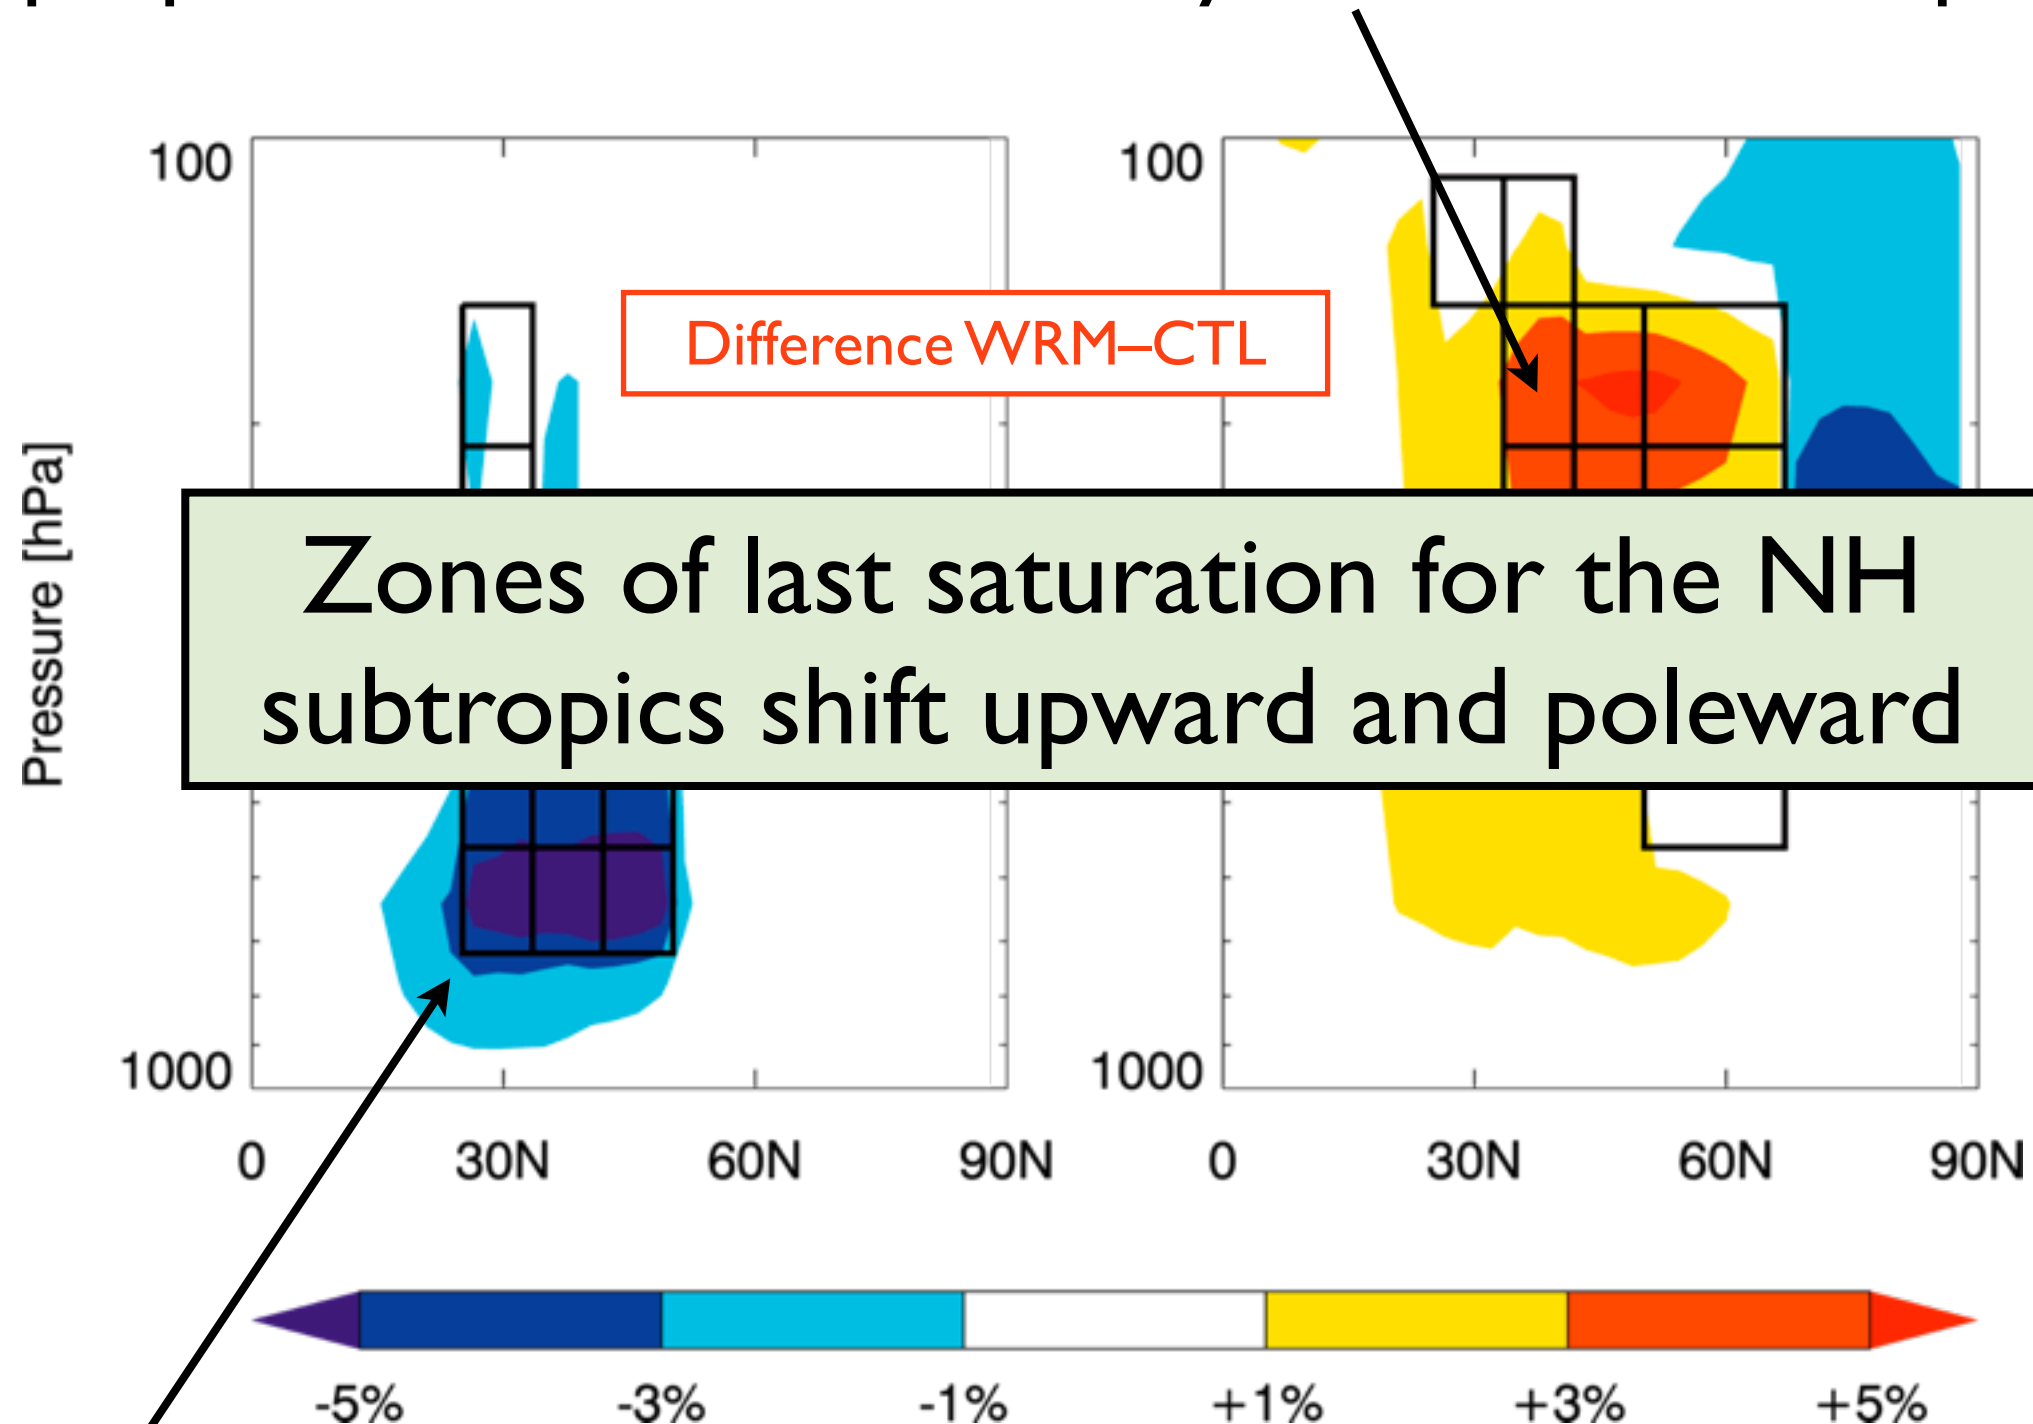 100
100
Difference WRM–CTL
Pressure [hPa]
Zones of last saturation for the NH
subtropics shift upward and poleward
1000
1000
0 30N 60N 90N
0 30N 60N 90N
-5% -3% -1% +1% +3% +5%